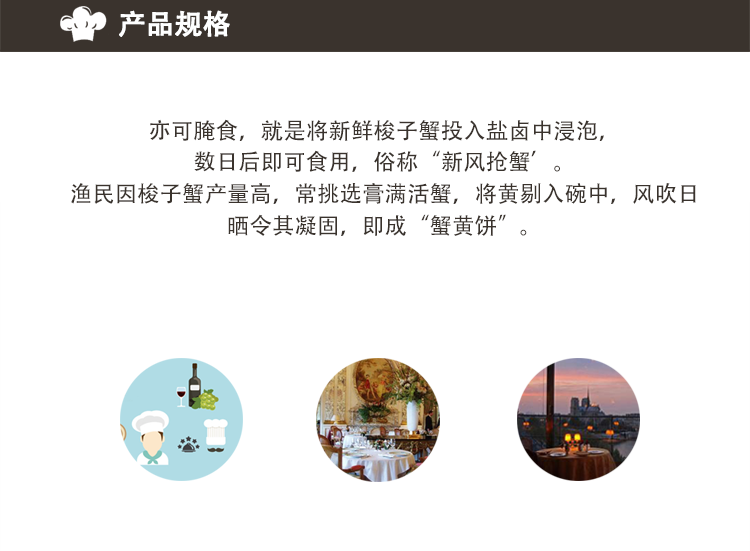 产品规格
亦可腌食，就是将新鲜梭子蟹投入盐卤中浸泡，
数日后即可食用，俗称“新风抢蟹’。
渔民因梭子蟹产量高，常挑选膏满活蟹，将黄剔入碗中，风吹日
晒令其凝固，即成“蟹黄饼”。